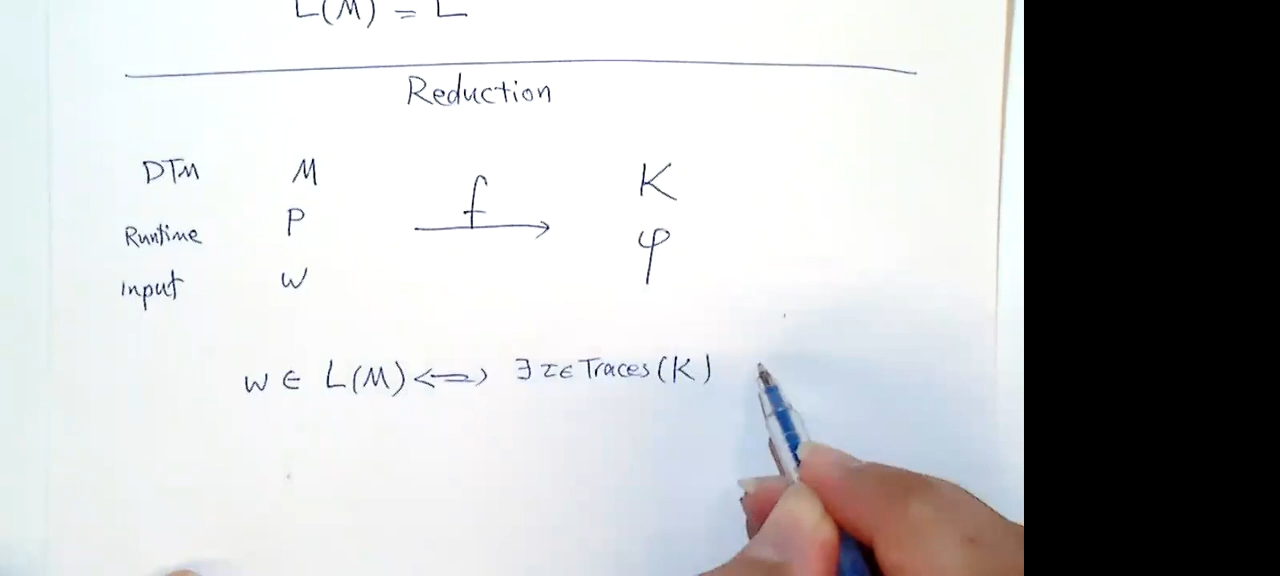 L(M) = L
Reduction
DTM M f K
Runtime P φ
input w
w ∈ L(M) <=> ∃ τ ∈ Traces(K)